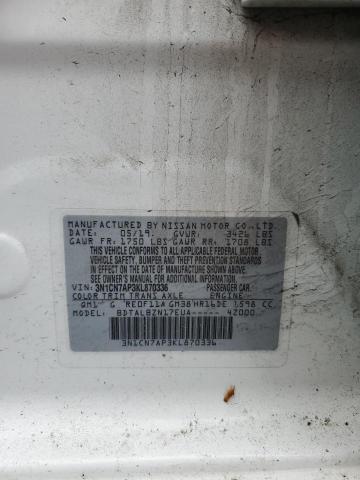 MANUFACTURED BY NISSAN MOTOR CO., LTD.
DATE: 05/19. GVWR: 3426 LBS
GAWR FR: 1750 LBS GAWR RR: 1708 LBS
THIS VEHICLE CONFORMS TO ALL APPLICABLE FEDERAL MOTOR
VEHICLE SAFETY, BUMPER AND THEFT PREVENTION
STANDARDS IN EFFECT ON THE DATE OF MANUFACTURE SHOWN ABOVE.
SEE OWNER'S MANUAL FOR ADDITIONAL INFORMATION
VIN: 3N1CN7AP3KL870336 PASSENGER CAR.
COLOR TRIM TRANS AXLE ENGINE
QM1 G RE0F11A GM38 HR16DE 1598 CC
MODEL: BDTALBZN17EUA----- 4Z000
3N1CN7AP3KL870336